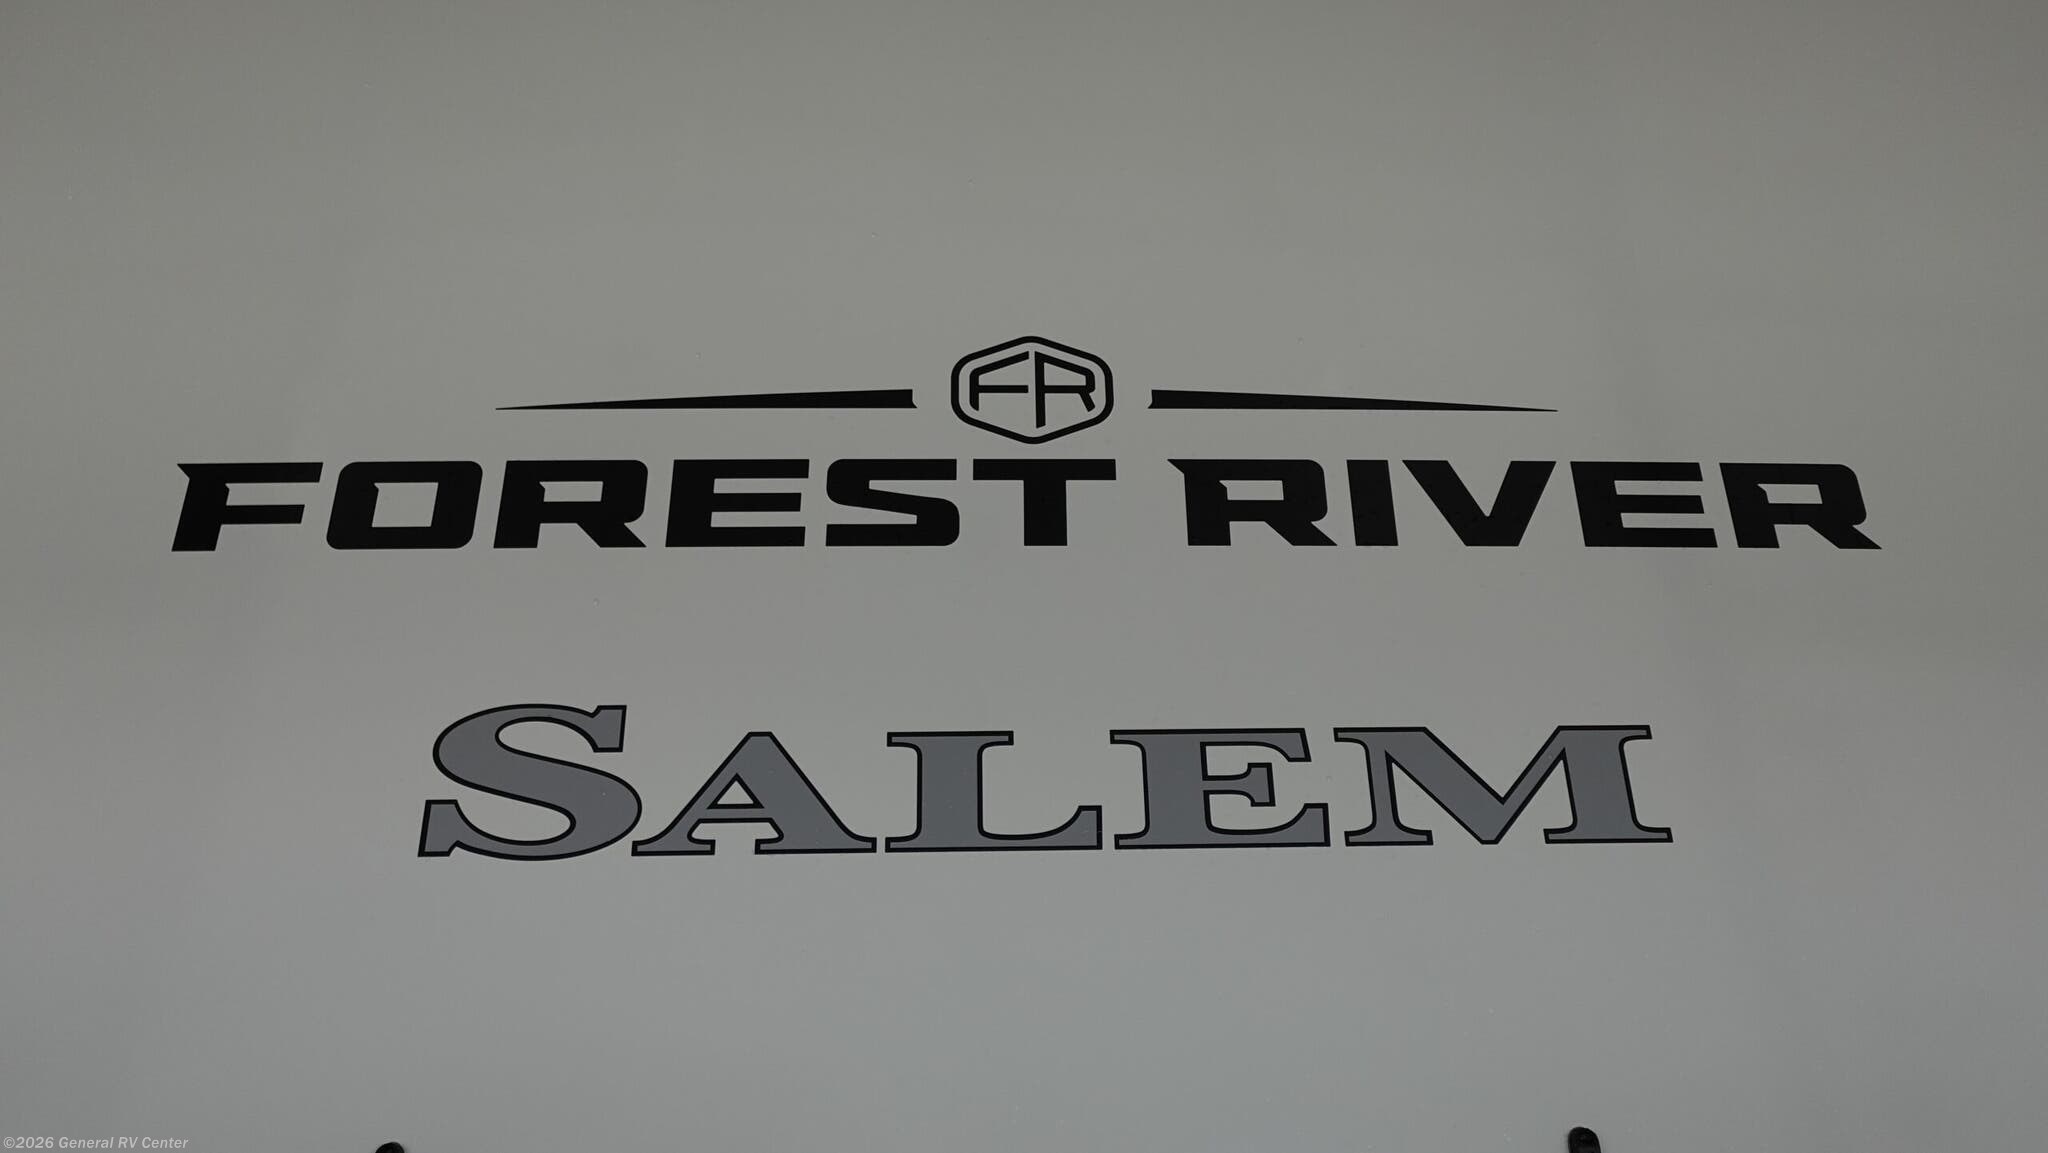 FR
FOREST RIVER
SALEM
©2026 General RV Center